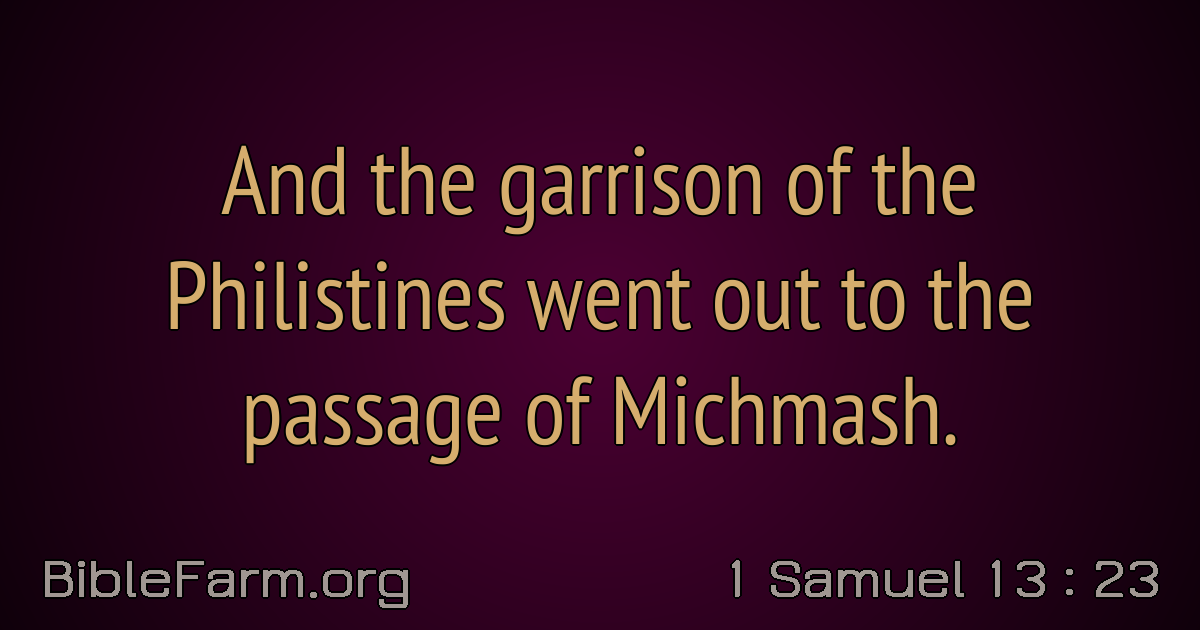 And the garrison of the
Philistines went out to the
passage of Michmash.
BibleFarm.org
1 Samuel 13 : 23